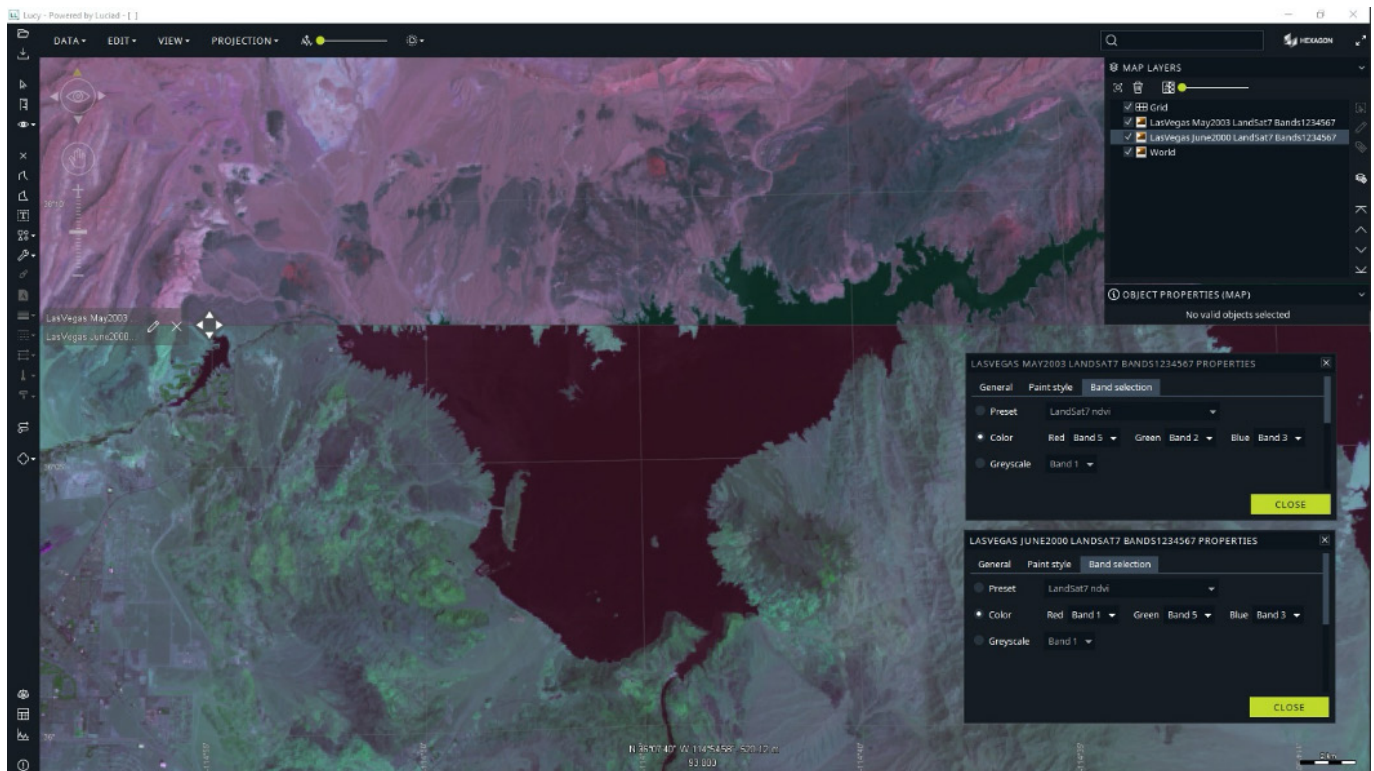 Lucy - Powered by Luciad - [ ]
DATA EDIT VIEW PROJECTION
HEXAGON
MAP LAYERS
Grid
LasVegas May2003 LandSat7 Bands1234567
LasVegas June2000 LandSat7 Bands1234567
World
OBJECT PROPERTIES (MAP)
No valid objects selected
LasVegas May2003
LasVegas June2000...
LASVEGAS MAY2003 LANDSAT7 BANDS1234567 PROPERTIES
General Paint style Band selection
Preset LandSat7 ndvi
Color Red Band 5 Green Band 2 Blue Band 3
Greyscale Band 1
CLOSE
LASVEGAS JUNE2000 LANDSAT7 BANDS1234567 PROPERTIES
General Paint style Band selection
Preset LandSat7 ndvi
Color Red Band 1 Green Band 5 Blue Band 3
Greyscale Band 1
CLOSE